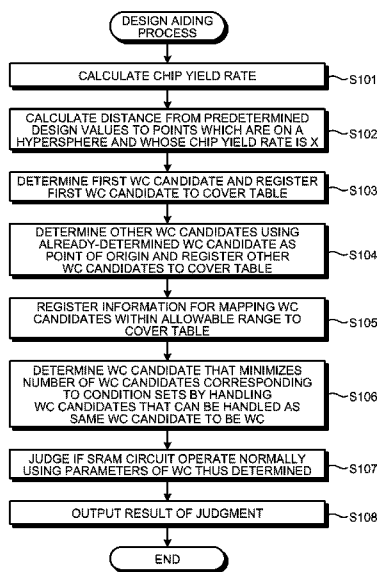 DESIGN AIDING
PROCESS
CALCULATE CHIP YIELD RATE
S101
CALCULATE DISTANCE FROM PREDETERMINED
DESIGN VALUES TO POINTS WHICH ARE ON A
HYPERSPHERE AND WHOSE CHIP YIELD RATE IS X
S102
DETERMINE FIRST WC CANDIDATE AND REGISTER
FIRST WC CANDIDATE TO COVER TABLE
S103
DETERMINE OTHER WC CANDIDATES USING
ALREADY-DETERMINED WC CANDIDATE AS
POINT OF ORIGIN AND REGISTER OTHER
WC CANDIDATES TO COVER TABLE
S104
REGISTER INFORMATION FOR MAPPING WC
CANDIDATES WITHIN ALLOWABLE RANGE TO
COVER TABLE
S105
DETERMINE WC CANDIDATE THAT MINIMIZES
NUMBER OF WC CANDIDATES CORRESPONDING
TO CONDITION SETS BY HANDLING
WC CANDIDATES THAT CAN BE HANDLED AS
SAME WC CANDIDATE TO BE WC
S106
JUDGE IF SRAM CIRCUIT OPERATE NORMALLY
USING PARAMETERS OF WC THUS DETERMINED
S107
OUTPUT RESULT OF JUDGMENT
S108
END